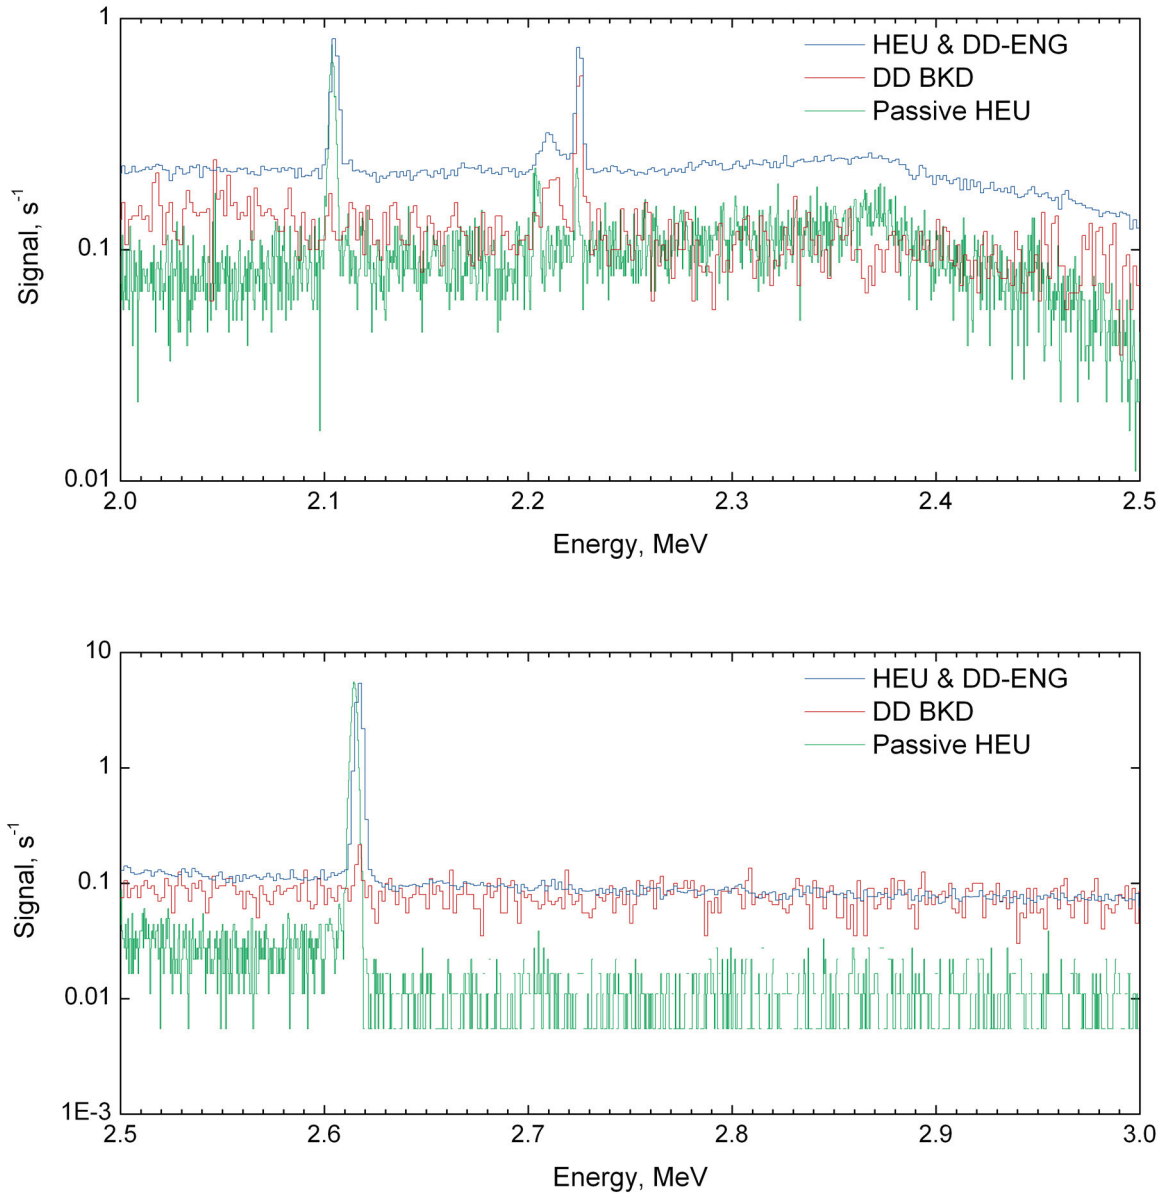 1
HEU & DD-ENG
DD BKD
Passive HEU
Signal, s-1
0.1
0.01
2.0 2.1 2.2 2.3 2.4 2.5
Energy, MeV
10
HEU & DD-ENG
DD BKD
Passive HEU
1
Signal, s-1
0.1
0.01
1E-3
2.5 2.6 2.7 2.8 2.9 3.0
Energy, MeV